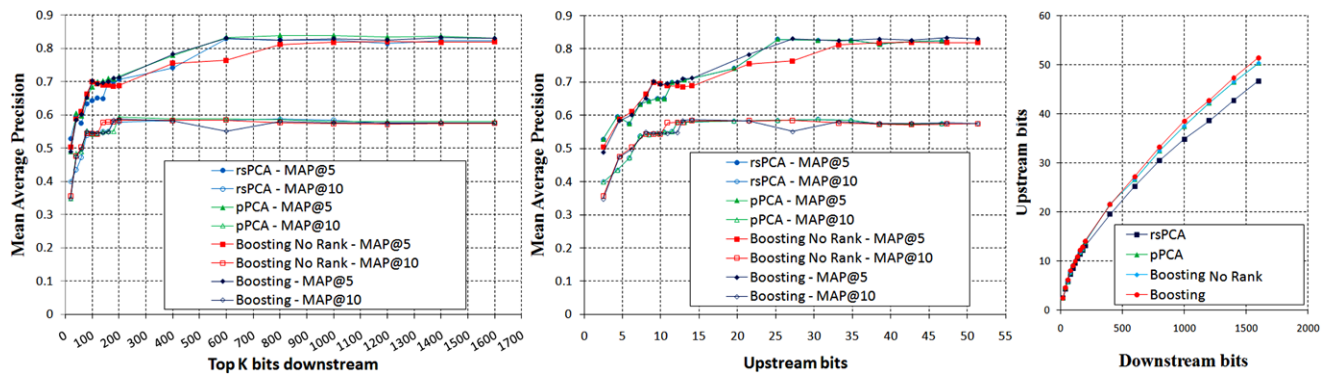 Mean Average Precision
0.9
0.8
0.7
0.6
0.5
0.4
0.3
0.2
0.1
0
rsPCA - MAP@5
rsPCA - MAP@10
pPCA - MAP@5
pPCA - MAP@10
Boosting No Rank - MAP@5
Boosting No Rank - MAP@10
Boosting - MAP@5
Boosting - MAP@10
0 100 200 300 400 500 600 700 800 900 1000 1100 1200 1300 1400 1500 1600 1700
Top K bits downstream
Mean Average Precision
0.9
0.8
0.7
0.6
0.5
0.4
0.3
0.2
0.1
0
rsPCA - MAP@5
rsPCA - MAP@10
pPCA - MAP@5
pPCA - MAP@10
Boosting No Rank - MAP@5
Boosting No Rank - MAP@10
Boosting - MAP@5
Boosting - MAP@10
0 5 10 15 20 25 30 35 40 45 50 55
Upstream bits
Upstream bits
60
50
40
30
20
10
0
rsPCA
pPCA
Boosting No Rank
Boosting
0 500 1000 1500 2000
Downstream bits